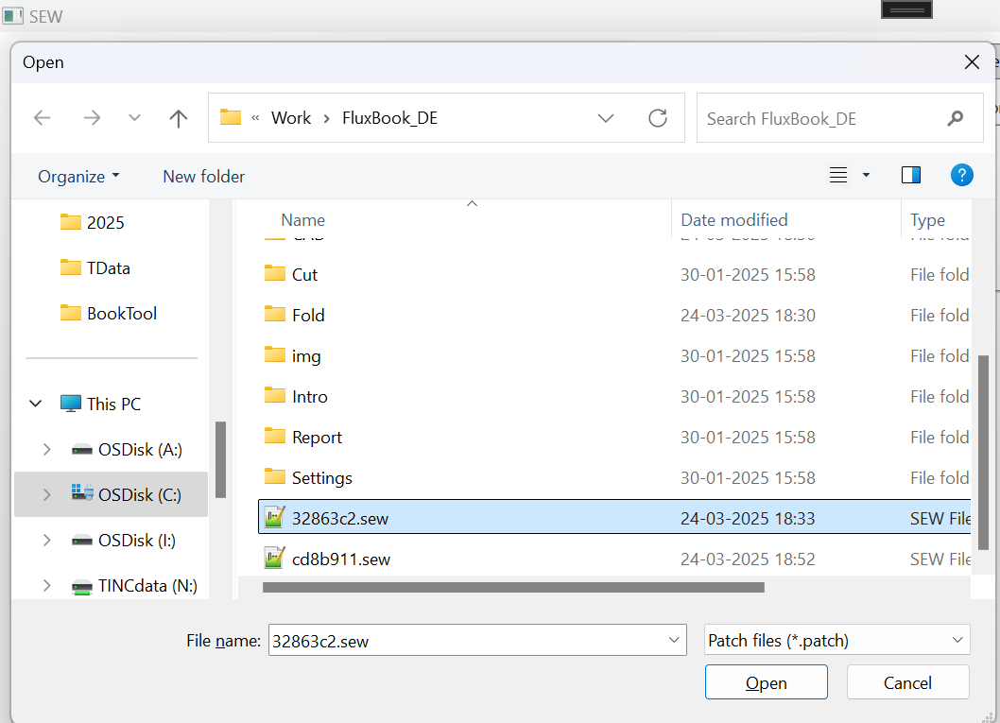 SEW
Open
« Work › FluxBook_DE
Search FluxBook_DE
Organize
New folder
?
Name
Date modified
Type
2025
TData
BookTool
This PC
OSDisk (A:)
OSDisk (C:)
OSDisk (I:)
TINCdata (N:)
Cut 30-01-2025 15:58 File fold
Fold 24-03-2025 18:30 File fold
img 30-01-2025 15:58 File fold
Intro 30-01-2025 15:58 File fold
Report 30-01-2025 15:58 File fold
Settings 30-01-2025 15:58 File fold
32863c2.sew 24-03-2025 18:33 SEW File
cd8b911.sew 24-03-2025 18:52 SEW File
File name: 32863c2.sew
Patch files (*.patch)
Open
Cancel